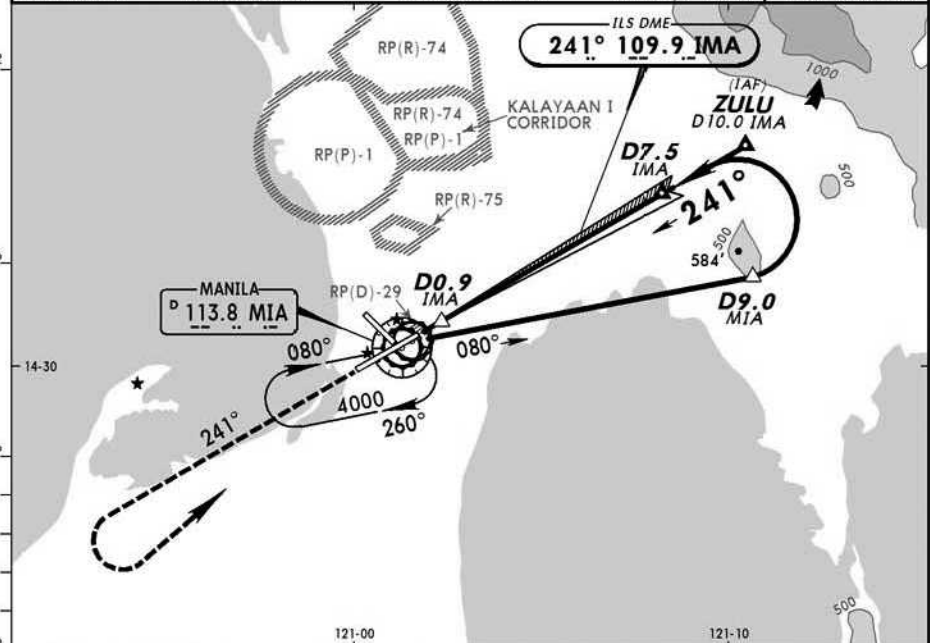 ILS DME
241° 109.9 IMA
RP(R)-74
1000
(IAF)
ZULU
D10.0 IMA
RP(R)-74
RP(P)-1
KALAYAAN I
CORRIDOR
RP(P)-1
D7.5
IMA
500
241°
RP(R)-75
500
584'
MANILA
D 113.8 MIA
RP(D)-29
D0.9
IMA
D9.0
MIA
080°
080°
14-30
4000
260°
241°
500
121-00
121-10